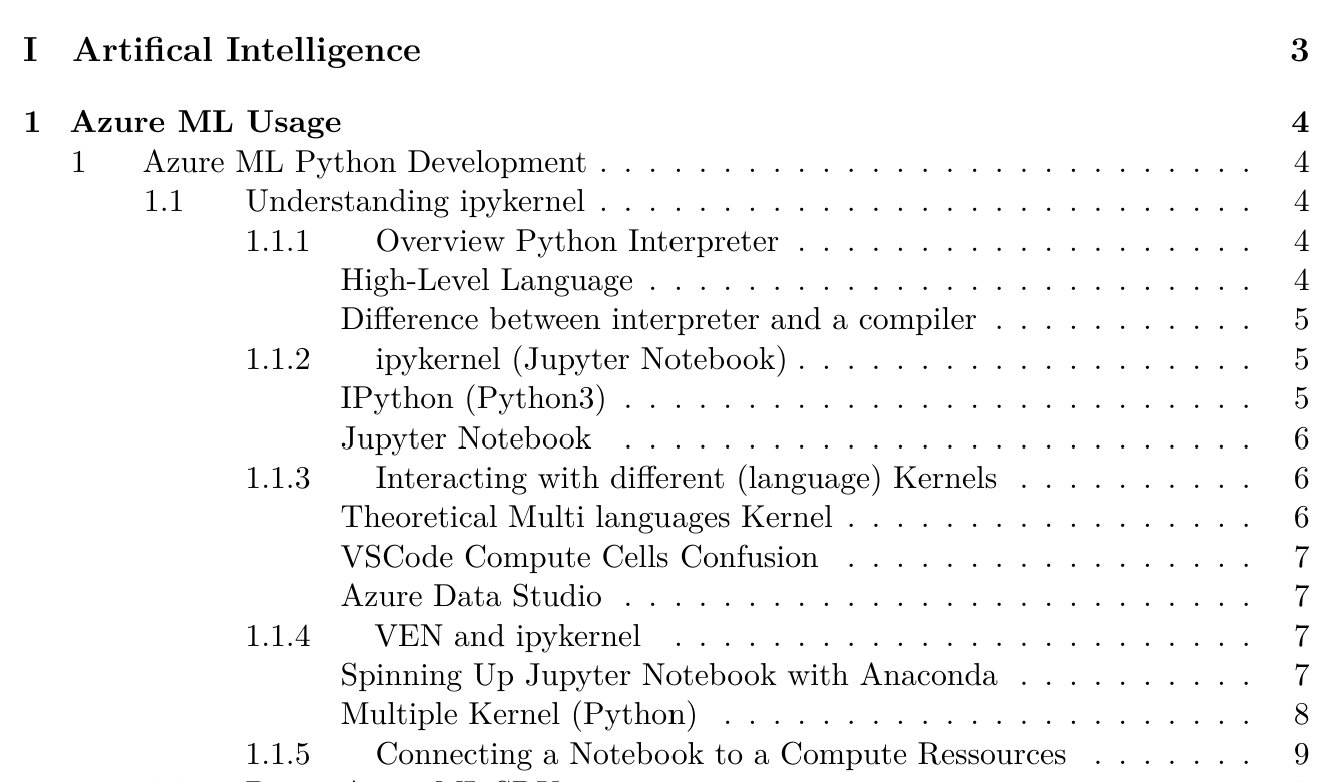 I Artifical Intelligence 3
1 Azure ML Usage 4
1 Azure ML Python Development . . . . . . . . . . . . . . . . . . . . . . . . . . . 4
1.1 Understanding ipykernel . . . . . . . . . . . . . . . . . . . . . . . . . . . 4
1.1.1 Overview Python Interpreter . . . . . . . . . . . . . . . . . . . 4
High-Level Language . . . . . . . . . . . . . . . . . . . . . . . . . 4
Difference between interpreter and a compiler . . . . . . . . . . . 5
1.1.2 ipykernel (Jupyter Notebook) . . . . . . . . . . . . . . . . . . . 5
IPython (Python3) . . . . . . . . . . . . . . . . . . . . . . . . . . 5
Jupyter Notebook . . . . . . . . . . . . . . . . . . . . . . . . . . 6
1.1.3 Interacting with different (language) Kernels . . . . . . . . . . 6
Theoretical Multi languages Kernel . . . . . . . . . . . . . . . . . 6
VSCode Compute Cells Confusion . . . . . . . . . . . . . . . . . 7
Azure Data Studio . . . . . . . . . . . . . . . . . . . . . . . . . . 7
1.1.4 VEN and ipykernel . . . . . . . . . . . . . . . . . . . . . . . . 7
Spinning Up Jupyter Notebook with Anaconda . . . . . . . . . . 7
Multiple Kernel (Python) . . . . . . . . . . . . . . . . . . . . . . 8
1.1.5 Connecting a Notebook to a Compute Ressources . . . . . . . 9